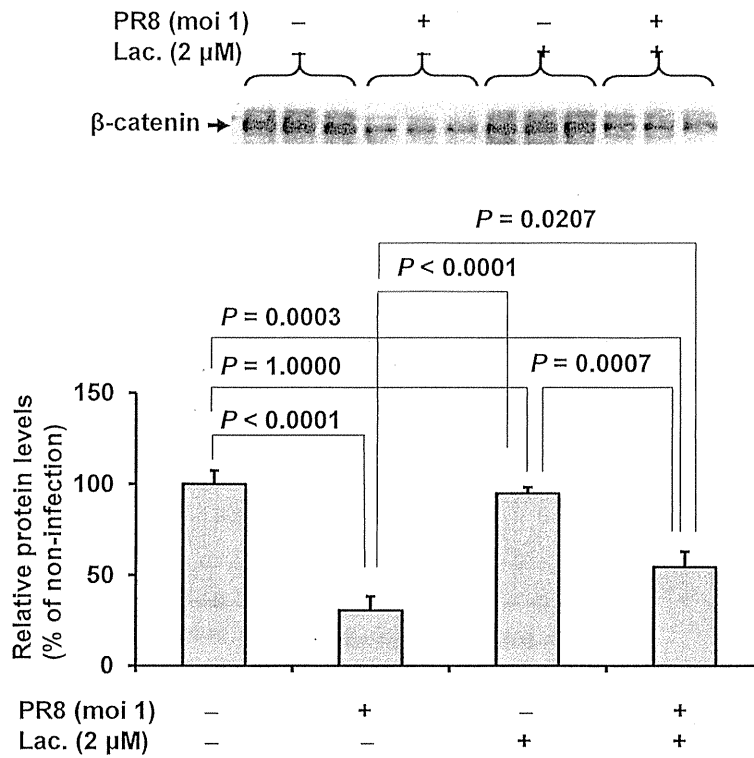 PR8 (moi 1) – + – +
Lac. (2 µM) – – + +
β-catenin
P = 0.0207
P < 0.0001
P = 0.0003
P = 1.0000
P = 0.0007
P < 0.0001
150
100
50
0
Relative protein levels
(% of non-infection)
PR8 (moi 1) – + – +
Lac. (2 µM) – – + +